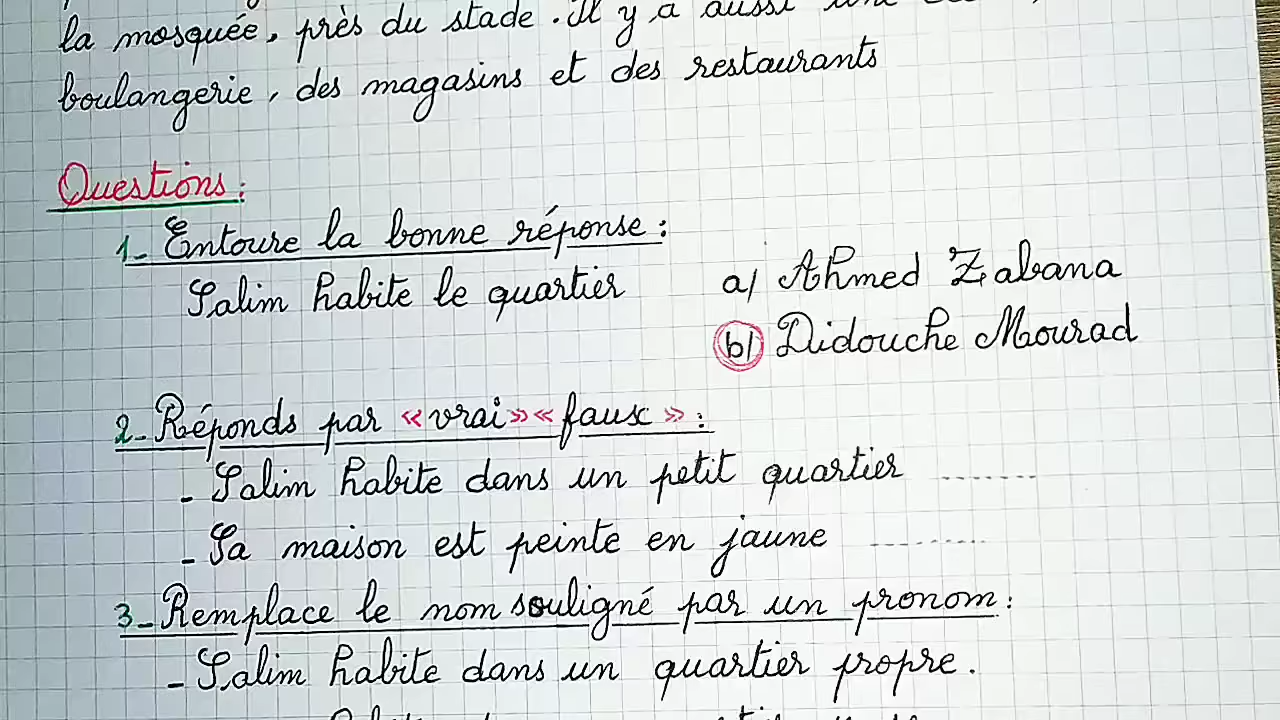 la mosquée, près du stade. Il y a aussi une
boulangerie, des magasins et des restaurants
Questions:
1- Entoure la bonne réponse:
Salim habite le quartier a) Ahmed Zabana
b) Didouche Mourad
2- Réponds par «vrai» «faux»:
- Salim habite dans un petit quartier ..........
- Sa maison est peinte en jaune ..........
3- Remplace le nom souligné par un pronom:
- Salim habite dans un quartier propre.